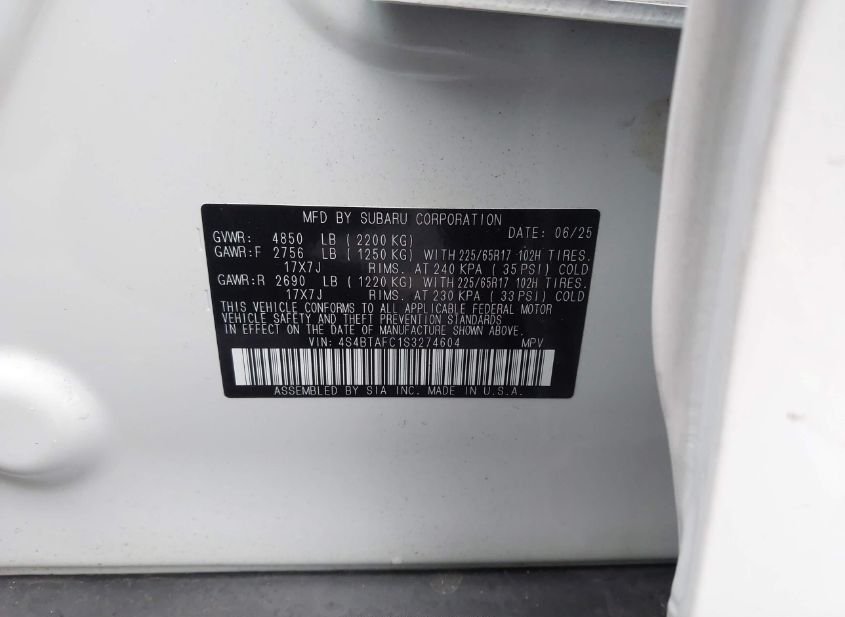 MFD BY SUBARU CORPORATION
DATE: 06/25
GVWR: 4850 LB (2200 KG)
GAWR:F 2756 LB (1250 KG) WITH 225/65R17 102H TIRES.
17X7J RIMS. AT 240 KPA (35 PSI) COLD
GAWR:R 2690 LB (1220 KG) WITH 225/65R17 102H TIRES.
17X7J RIMS. AT 230 KPA (33 PSI) COLD
THIS VEHICLE CONFORMS TO ALL APPLICABLE FEDERAL MOTOR
VEHICLE SAFETY AND THEFT PREVENTION STANDARDS
IN EFFECT ON THE DATE OF MANUFACTURE SHOWN ABOVE.
VIN: 4S4BTAFC1S3274604 MPV
ASSEMBLED BY SIA INC. MADE IN U.S.A.